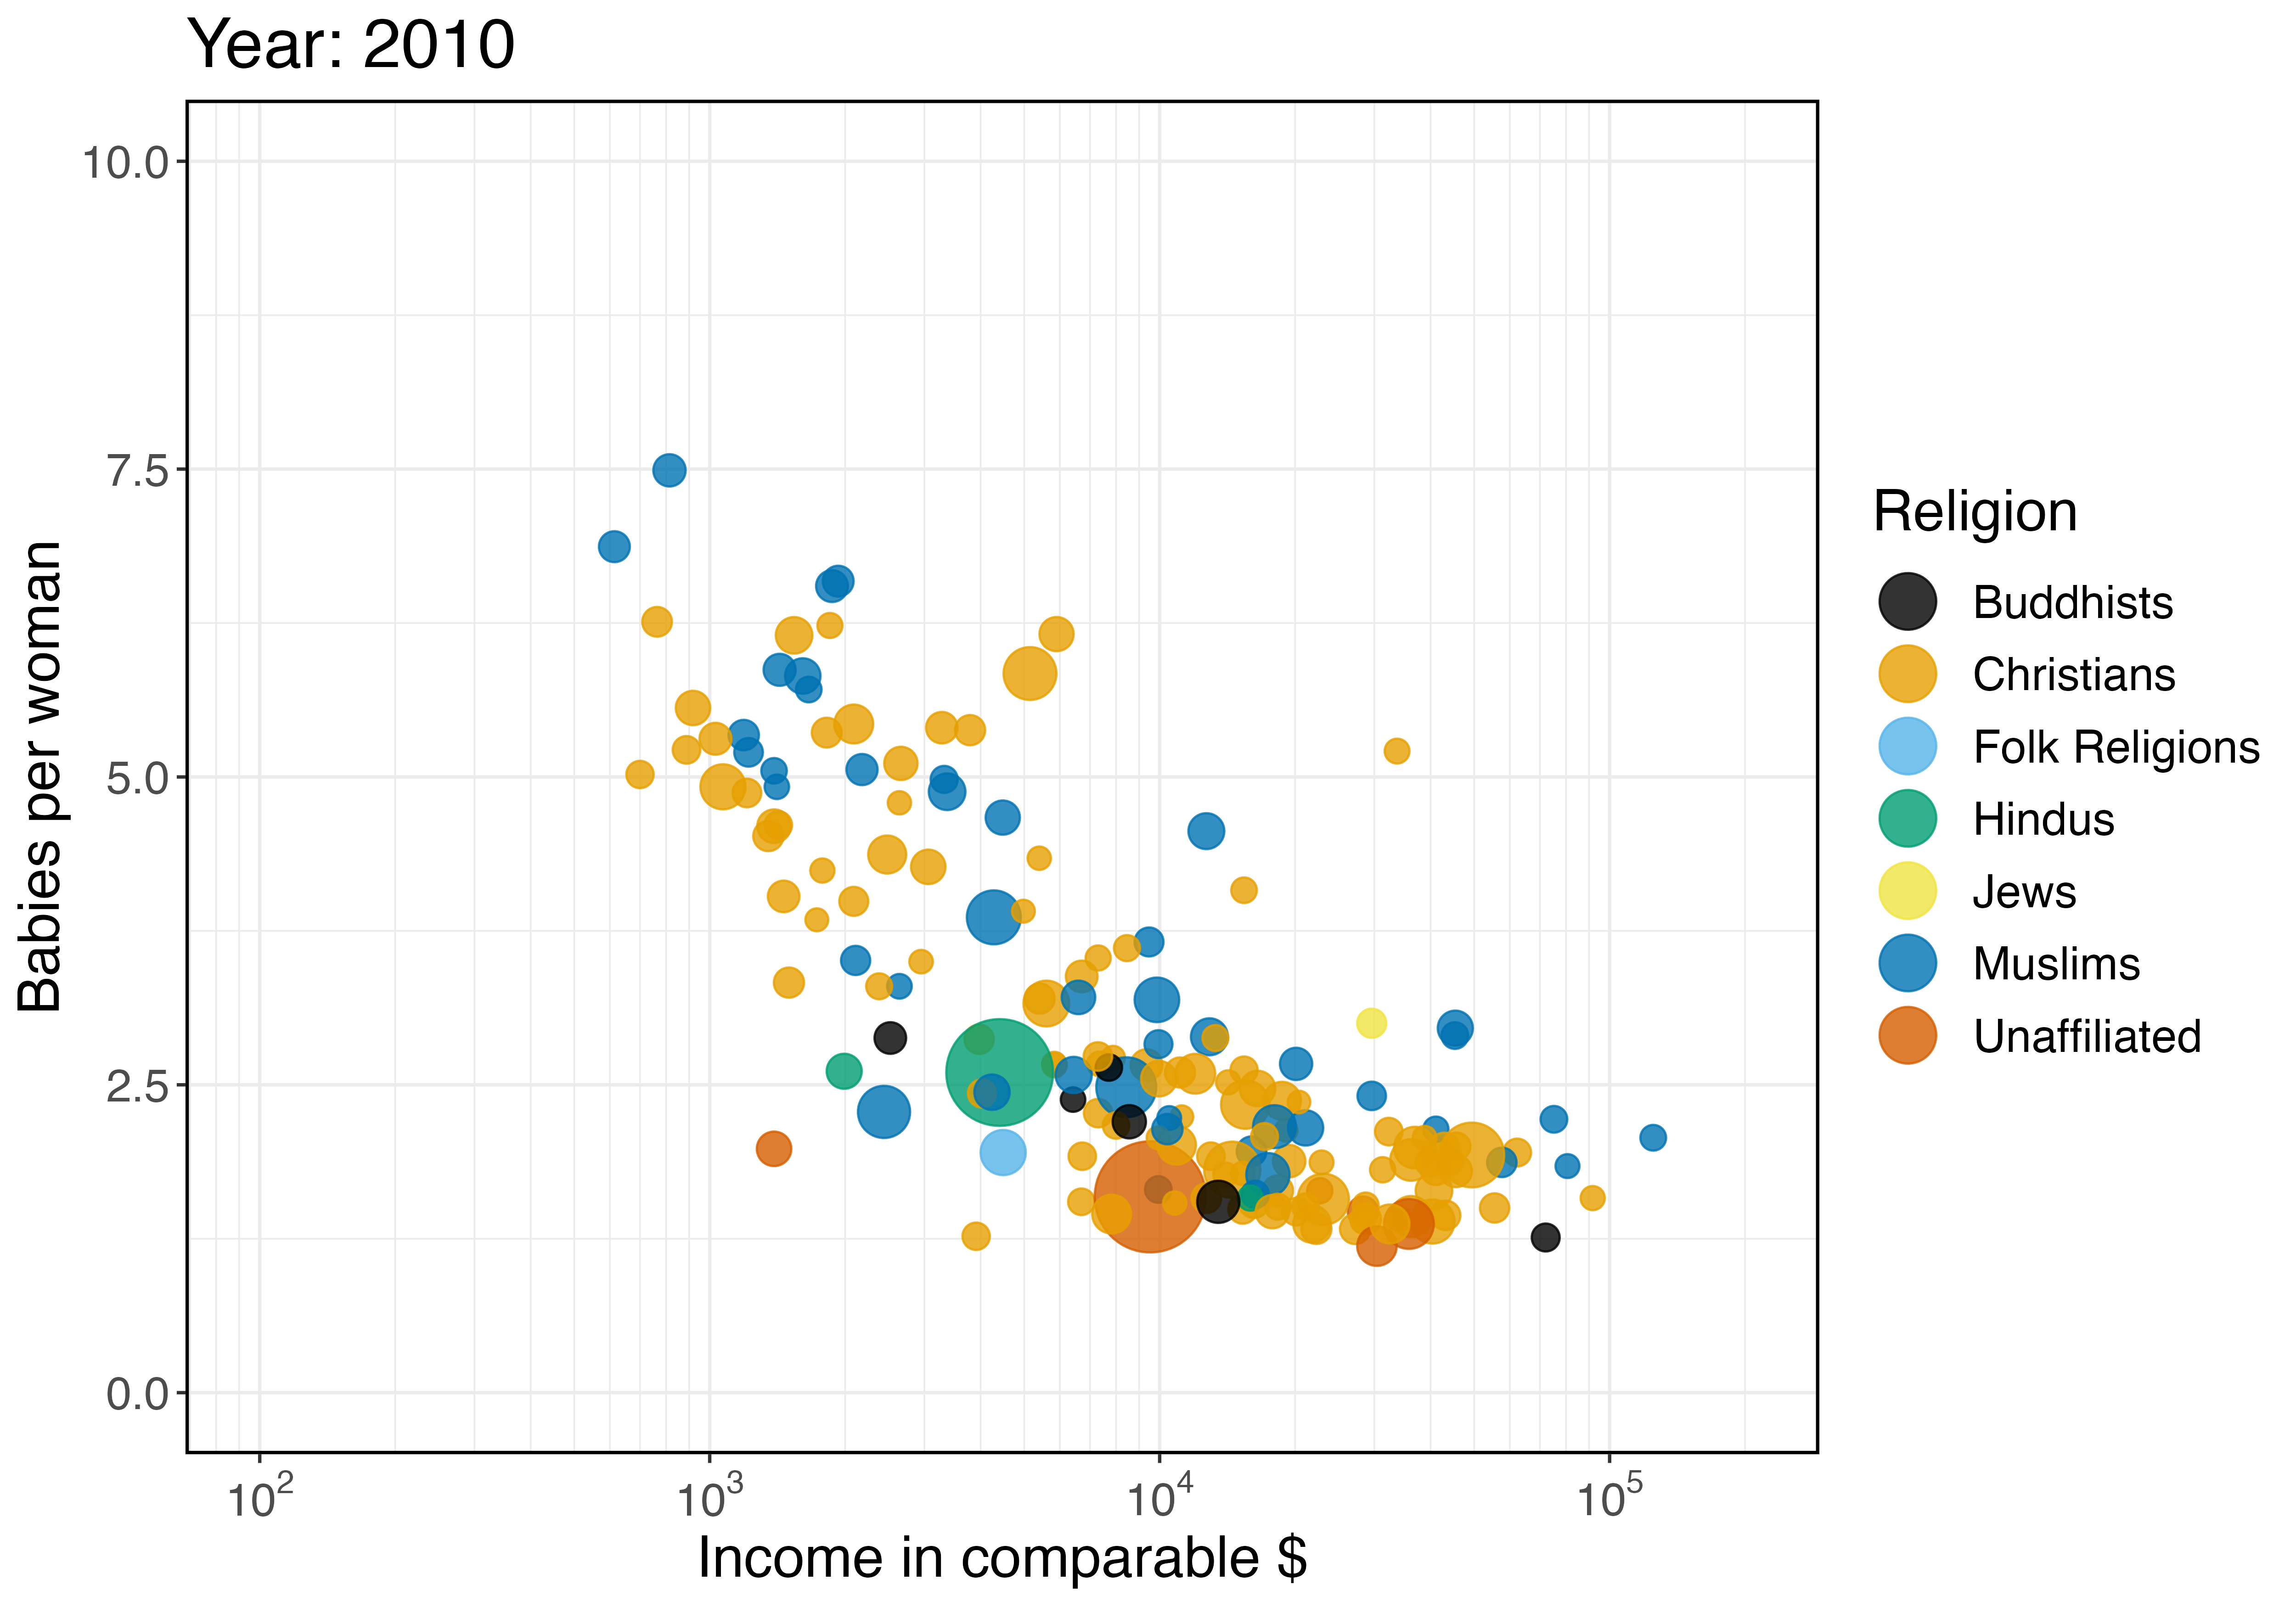 Year: 2010
10.0
7.5
5.0
2.5
0.0
Babies per woman
10²
10³
10⁴
10⁵
Income in comparable $
Religion
Buddhists
Christians
Folk Religions
Hindus
Jews
Muslims
Unaffiliated